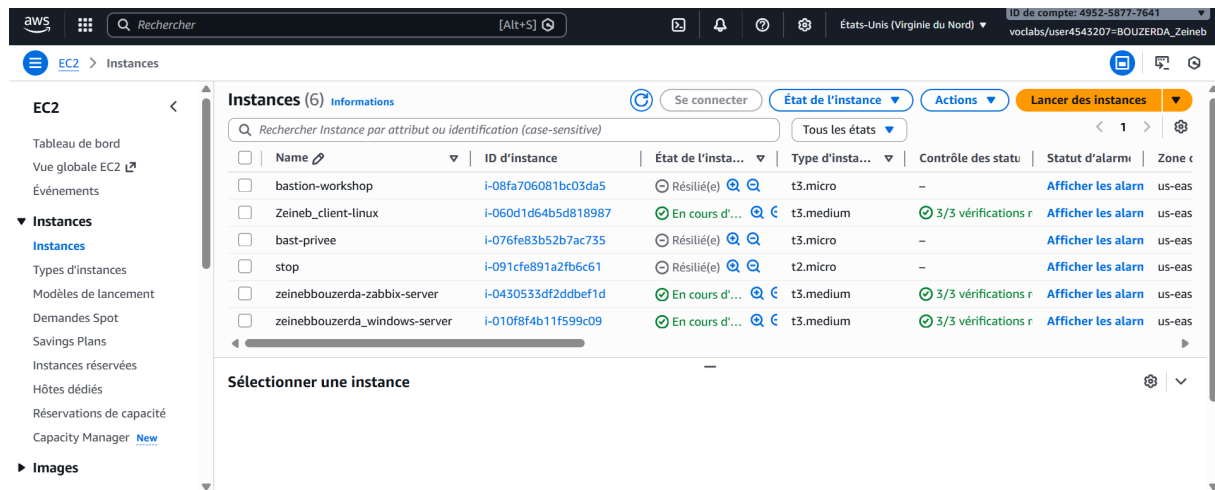 aws Rechercher [Alt+S] États-Unis (Virginie du Nord) ID de compte: 4952-5877-7641
voclabs/user4543207=BOUZERDA_Zeineb
EC2 > Instances
EC2
Tableau de bord
Vue globale EC2
Événements
Instances
Instances
Types d'instances
Modèles de lancement
Demandes Spot
Savings Plans
Instances réservées
Hôtes dédiés
Réservations de capacité
Capacity Manager New
Images
Instances (6) Informations Se connecter État de l'instance Actions Lancer des instances
Rechercher Instance par attribut ou identification (case-sensitive) Tous les états < 1 >
Name ID d'instance État de l'insta... Type d'insta... Contrôle des statu Statut d'alarme Zone c
bastion-workshop i-08fa706081bc03da5 Résilié(e) t3.micro – Afficher les alarn us-eas
Zeineb_client-linux i-060d1d64b5d818987 En cours d'... t3.medium 3/3 vérifications r Afficher les alarn us-eas
bast-privee i-076fe83b52b7ac735 Résilié(e) t3.micro – Afficher les alarn us-eas
stop i-091cfe891a2fb6c61 Résilié(e) t2.micro – Afficher les alarn us-eas
zeinebbouzerda-zabbix-server i-0430533df2ddbef1d En cours d'... t3.medium 3/3 vérifications r Afficher les alarn us-eas
zeinebbouzerda_windows-server i-010f8f4b11f599c09 En cours d'... t3.medium 3/3 vérifications r Afficher les alarn us-eas
Sélectionner une instance